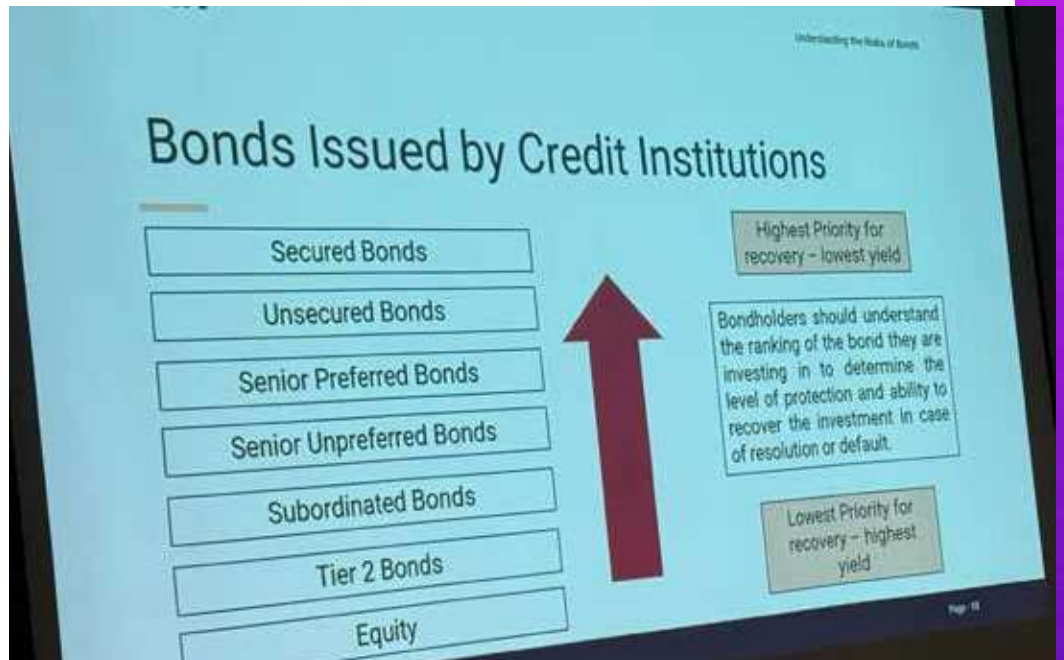 Understanding the Risks of Bonds
Bonds Issued by Credit Institutions
Secured Bonds
Unsecured Bonds
Senior Preferred Bonds
Senior Unpreferred Bonds
Subordinated Bonds
Tier 2 Bonds
Equity
Highest Priority for
recovery – lowest yield
Bondholders should understand
the ranking of the bond they are
investing in to determine the
level of protection and ability to
recover the investment in case
of resolution or default.
Lowest Priority for
recovery – highest
yield